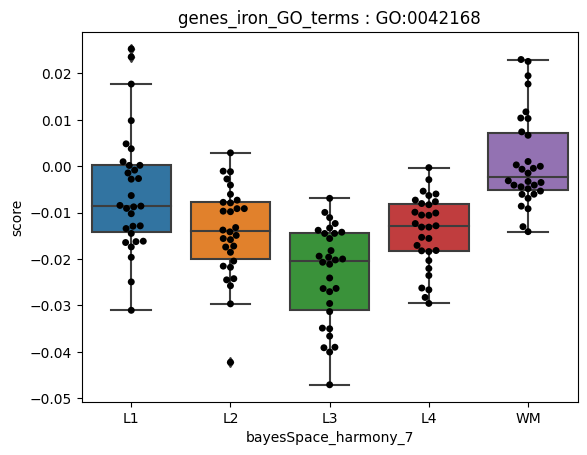 genes_iron_GO_terms : GO:0042168
0.02
0.01
0.00
−0.01
−0.02
−0.03
−0.04
−0.05
score
L1 L2 L3 L4 WM
bayesSpace_harmony_7